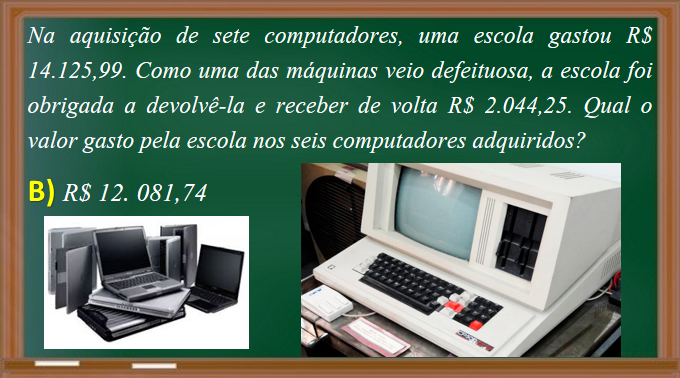 Na aquisição de sete computadores, uma escola gastou R$
14.125,99. Como uma das máquinas veio defeituosa, a escola foi
obrigada a devolvê-la e receber de volta R$ 2.044,25. Qual o
valor gasto pela escola nos seis computadores adquiridos?
B) R$ 12. 081,74